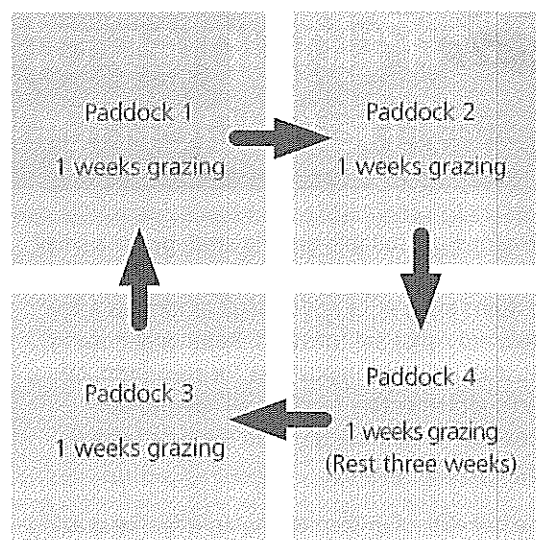 Paddock 1
1 weeks grazing
Paddock 2
1 weeks grazing
Paddock 3
1 weeks grazing
Paddock 4
1 weeks grazing
(Rest three weeks)